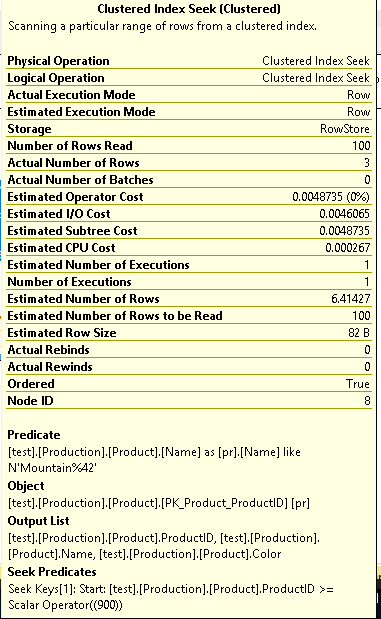 Clustered Index Seek (Clustered)
Scanning a particular range of rows from a clustered index.
Physical Operation Clustered Index Seek
Logical Operation Clustered Index Seek
Actual Execution Mode Row
Estimated Execution Mode Row
Storage RowStore
Number of Rows Read 100
Actual Number of Rows 3
Actual Number of Batches 0
Estimated Operator Cost 0.0048735 (0%)
Estimated I/O Cost 0.0046065
Estimated Subtree Cost 0.0048735
Estimated CPU Cost 0.000267
Estimated Number of Executions 1
Number of Executions 1
Estimated Number of Rows 6.41427
Estimated Number of Rows to be Read 100
Estimated Row Size 82 B
Actual Rebinds 0
Actual Rewinds 0
Ordered True
Node ID 8
Predicate
[test].[Production].[Product].[Name] as [pr].[Name] like
N'Mountain%42'
Object
[test].[Production].[Product].[PK_Product_ProductID] [pr]
Output List
[test].[Production].[Product].ProductID, [test].[Production].
[Product].Name, [test].[Production].[Product].Color
Seek Predicates
Seek Keys[1]: Start: [test].[Production].[Product].ProductID >=
Scalar Operator((900))